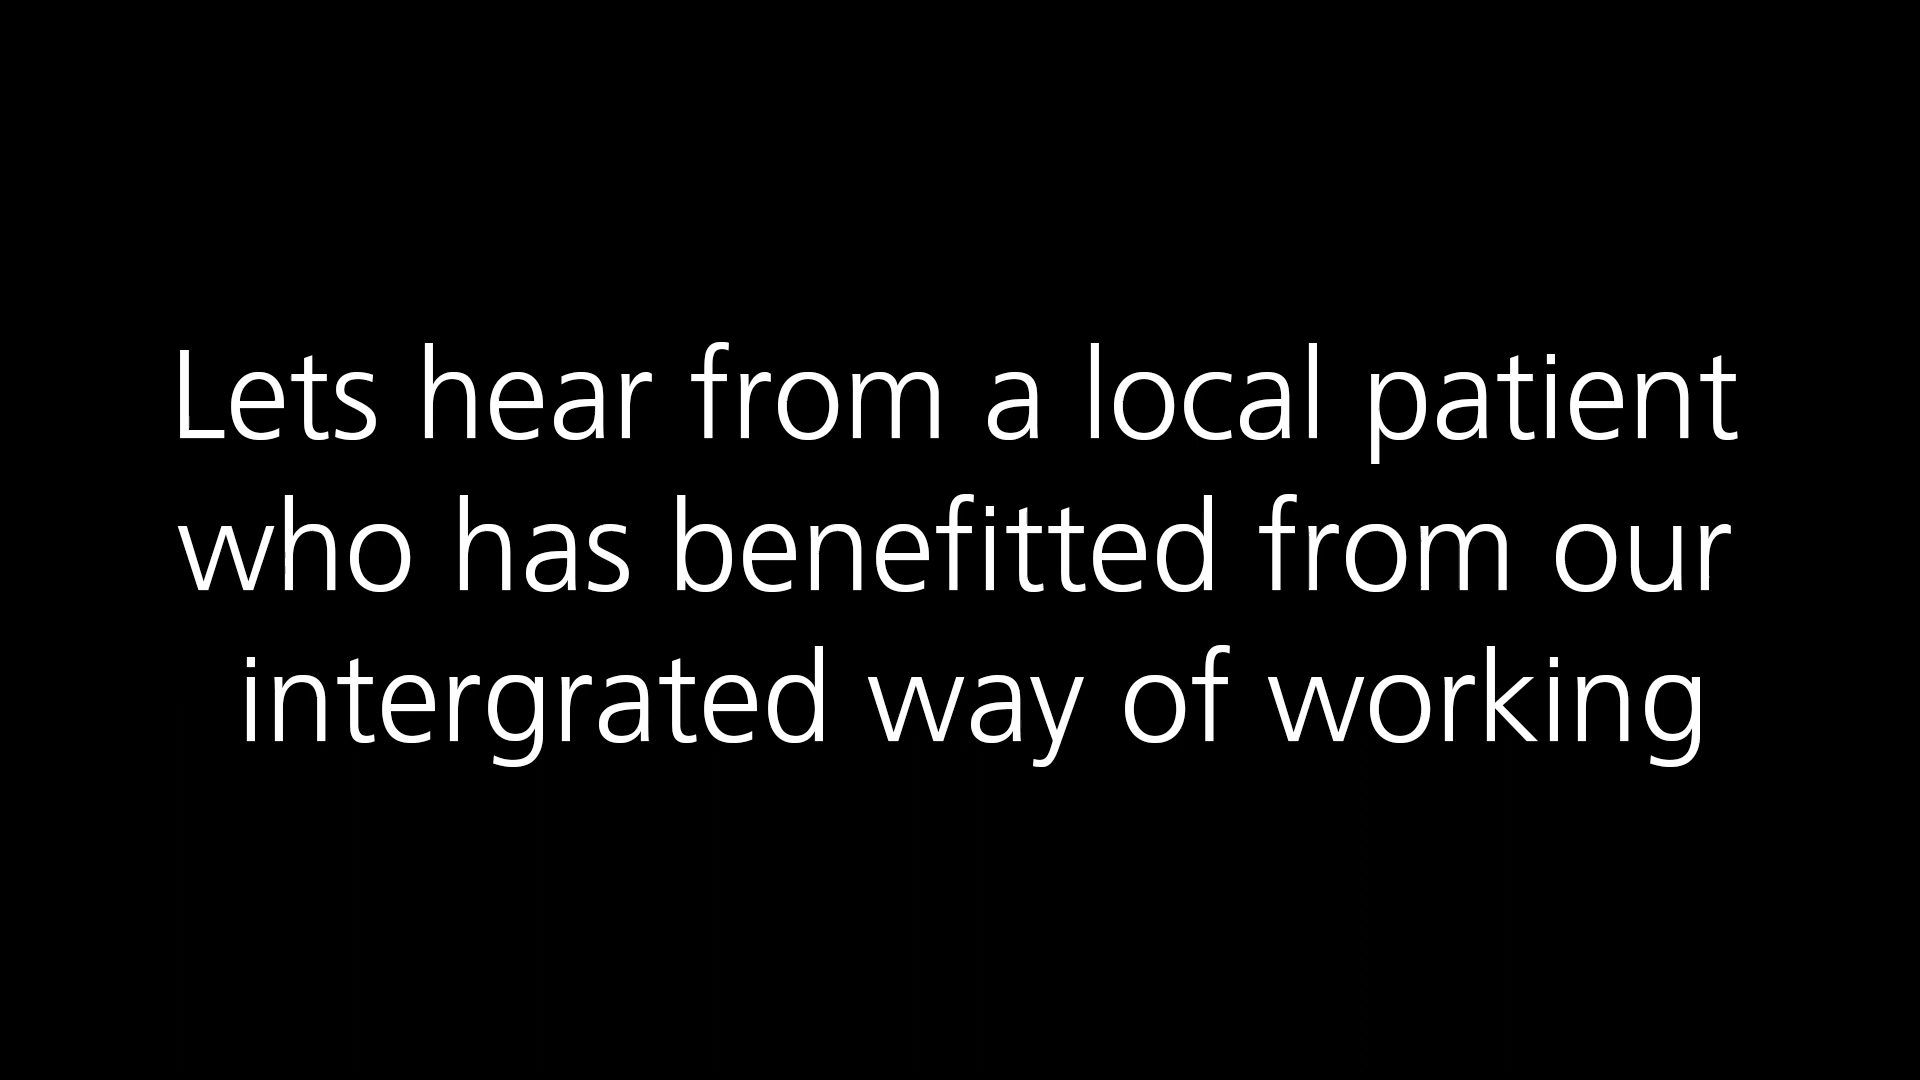 Lets hear from a local patient
who has benefitted from our
intergrated way of working